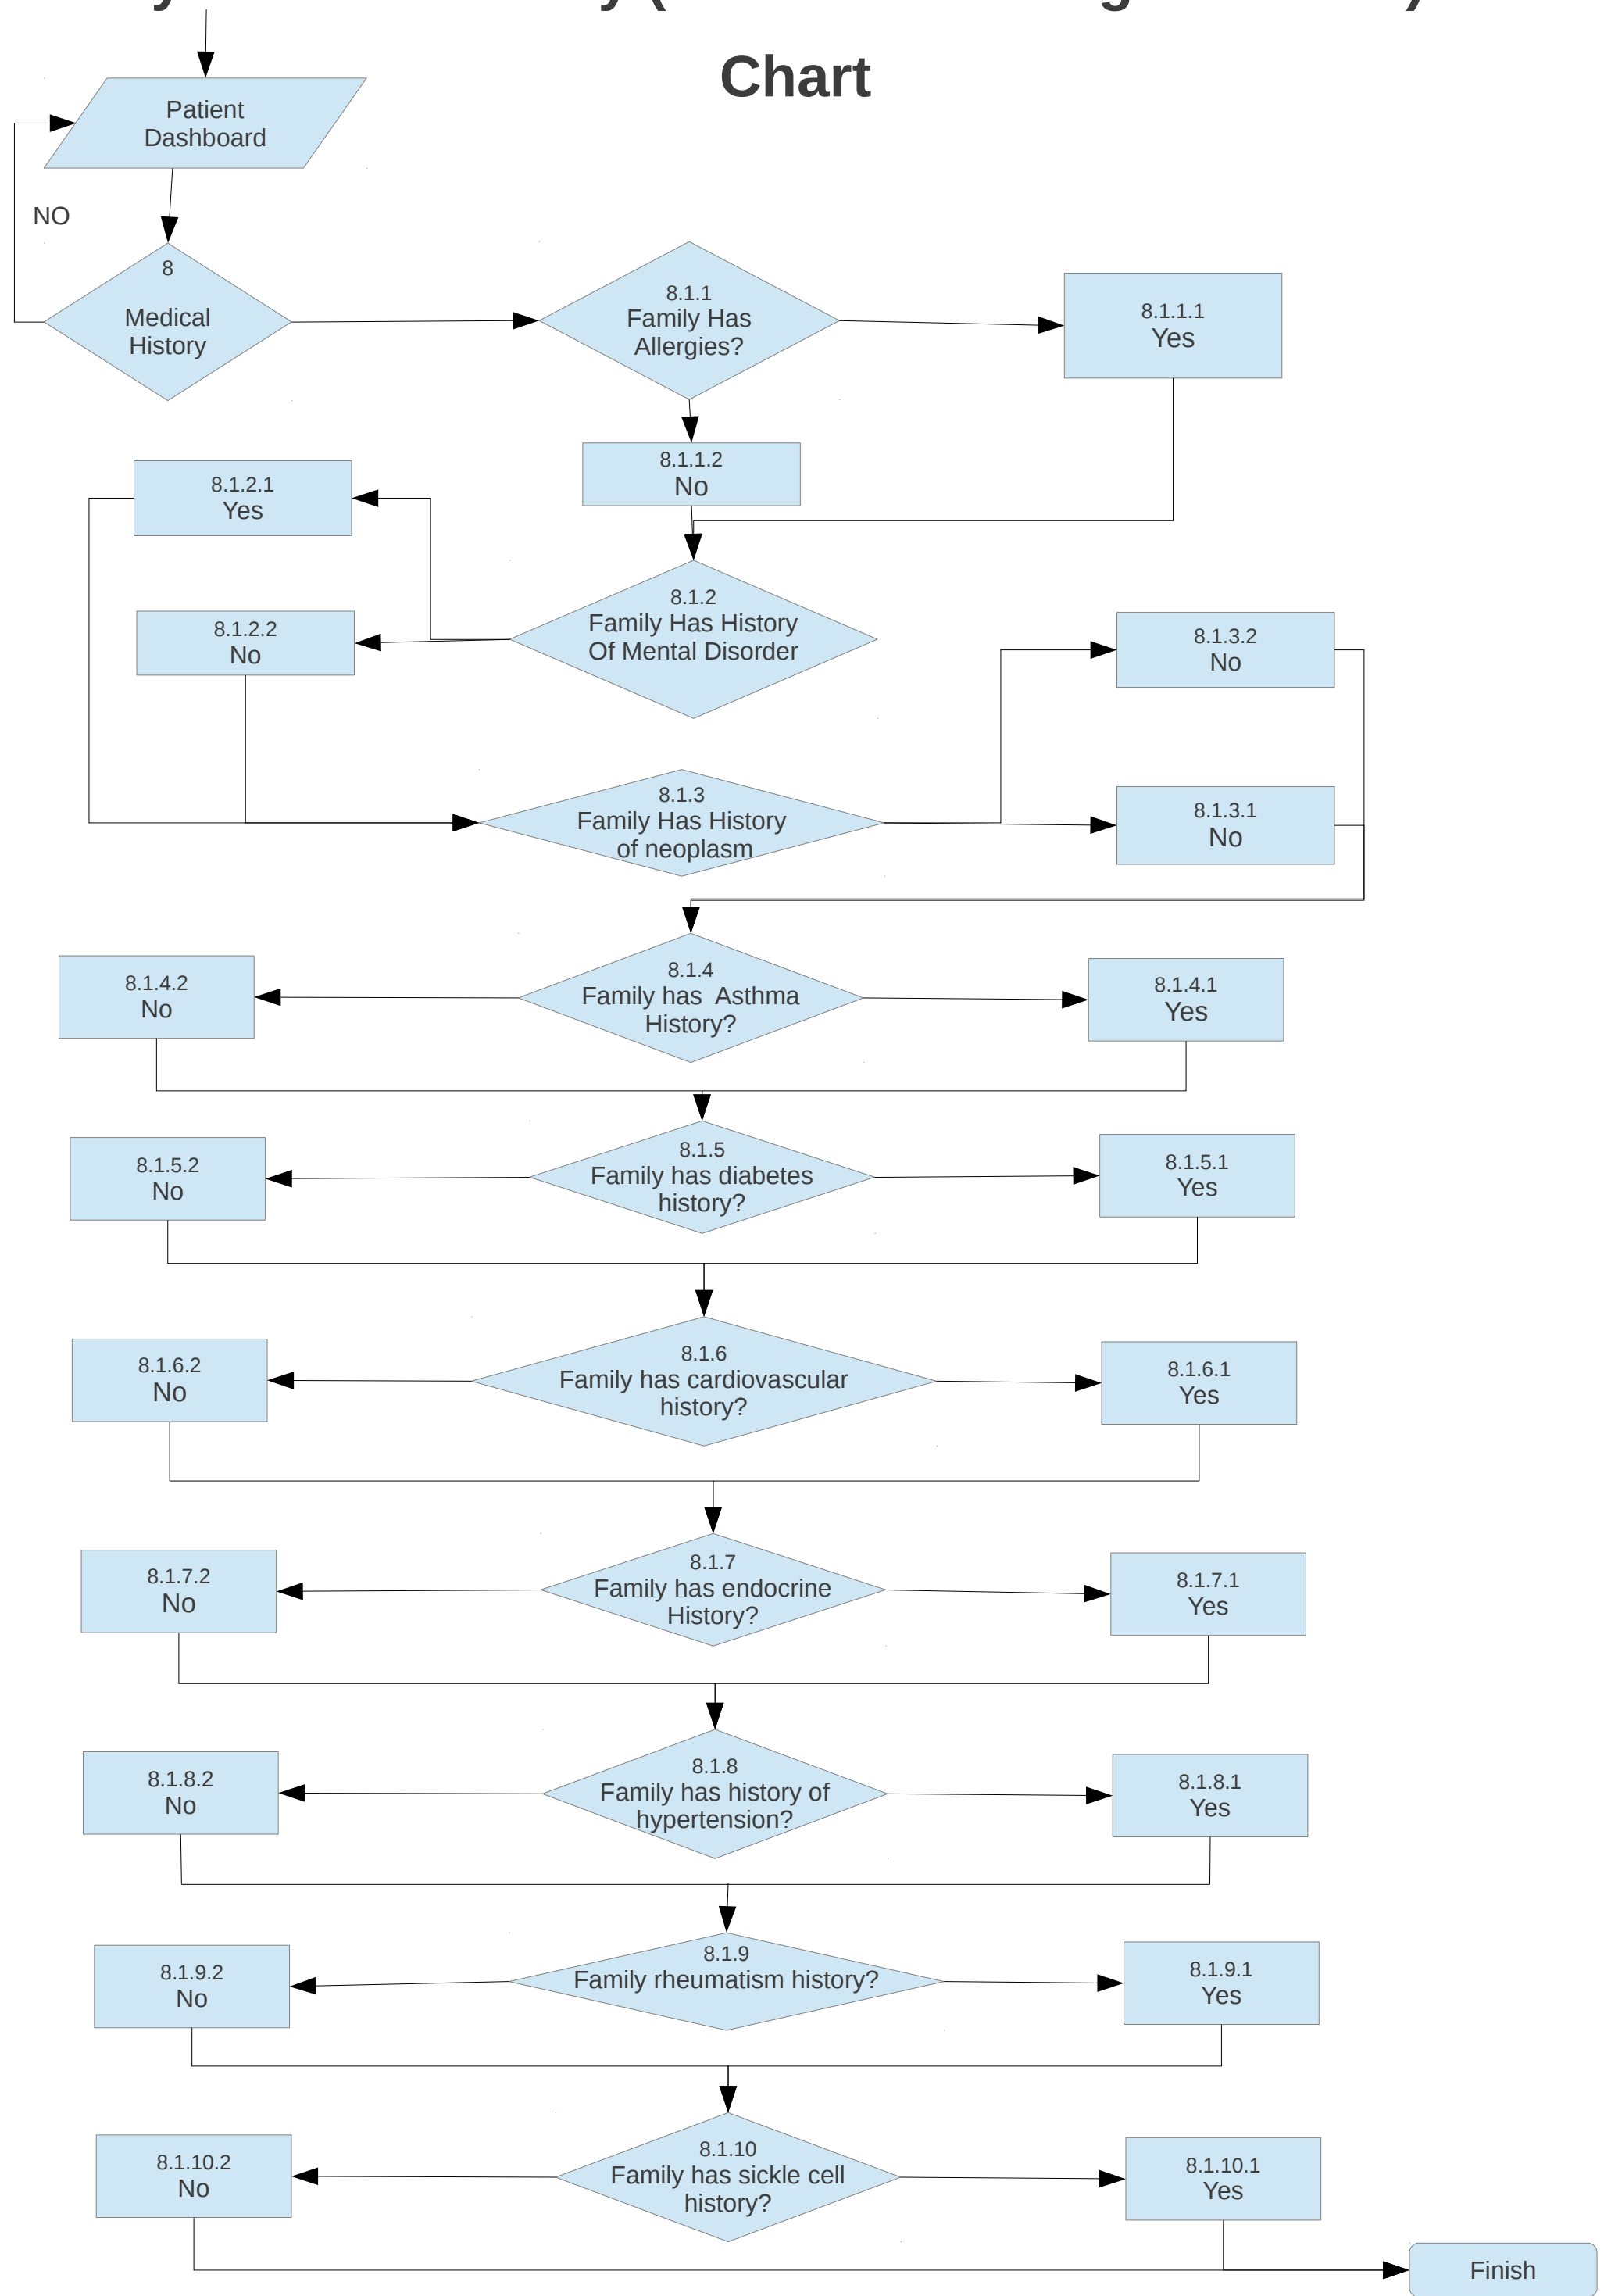 Chart
Patient
Dashboard
NO
8
Medical
History
8.1.1
Family Has
Allergies?
8.1.1.1
Yes
8.1.1.2
No
8.1.2.1
Yes
8.1.2
Family Has History
Of Mental Disorder
8.1.2.2
No
8.1.3.2
No
8.1.3
Family Has History
of neoplasm
8.1.3.1
No
8.1.4.2
No
8.1.4
Family has  Asthma
History?
8.1.4.1
Yes
8.1.5.2
No
8.1.5
Family has diabetes
history?
8.1.5.1
Yes
8.1.6.2
No
8.1.6
Family has cardiovascular
history?
8.1.6.1
Yes
8.1.7.2
No
8.1.7
Family has endocrine
History?
8.1.7.1
Yes
8.1.8.2
No
8.1.8
Family has history of
hypertension?
8.1.8.1
Yes
8.1.9.2
No
8.1.9
Family rheumatism history?
8.1.9.1
Yes
8.1.10.2
No
8.1.10
Family has sickle cell
history?
8.1.10.1
Yes
Finish